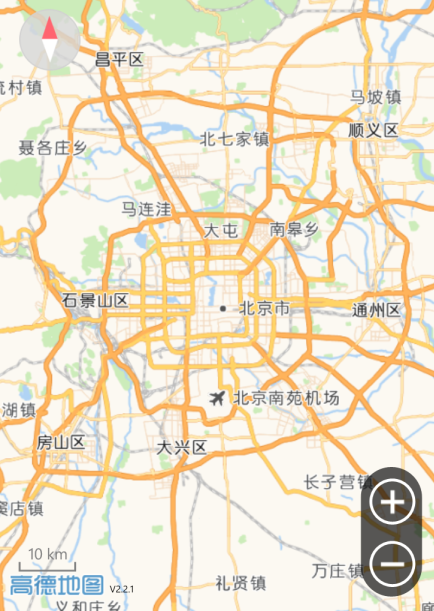 昌平区
流村镇
马坡镇
顺义区
北七家镇
聂各庄乡
马连洼
大屯
南皋乡
石景山区
北京市
通州区
北京南苑机场
湖镇
房山区
大兴区
长子营镇
窦店镇
10 km
高德地图 V2.2.1
万庄镇
礼贤镇
义和庄乡